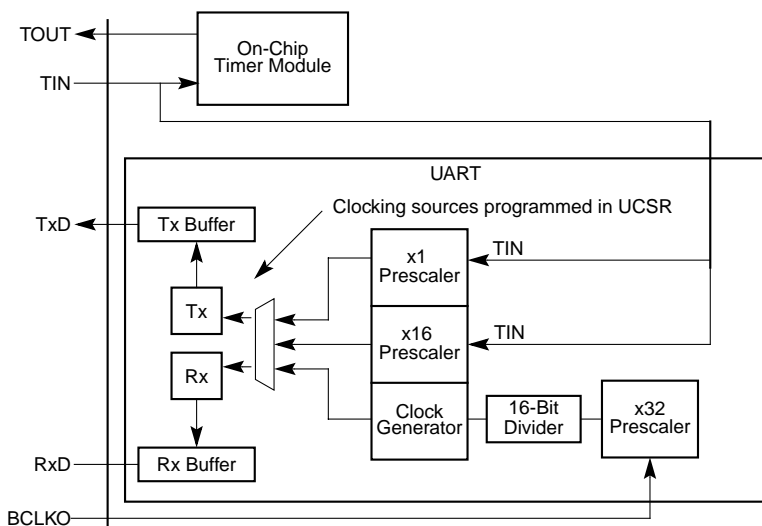 TOUT
On-Chip
Timer Module
TIN
UART
Clocking sources programmed in UCSR
TxD
Tx Buffer
x1
Prescaler
TIN
Tx
x16
Prescaler
TIN
Rx
Clock
Generator
16-Bit
Divider
x32
Prescaler
RxD
Rx Buffer
BCLKO